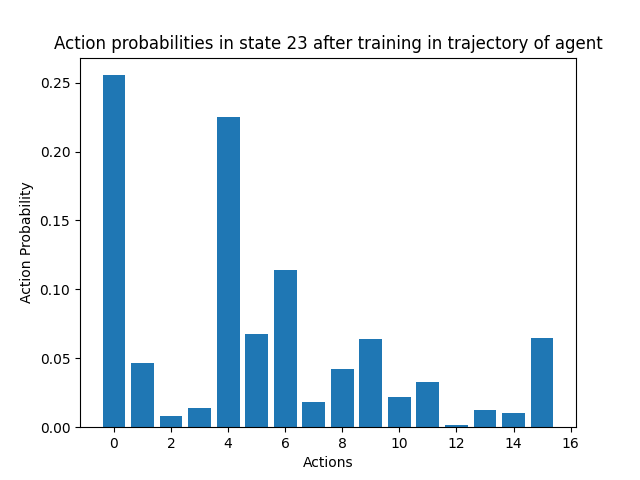 Action probabilities in state 23 after training in trajectory of agent
0.25
0.20
0.15
0.10
0.05
0.00
Action Probability
0 2 4 6 8 10 12 14 16
Actions